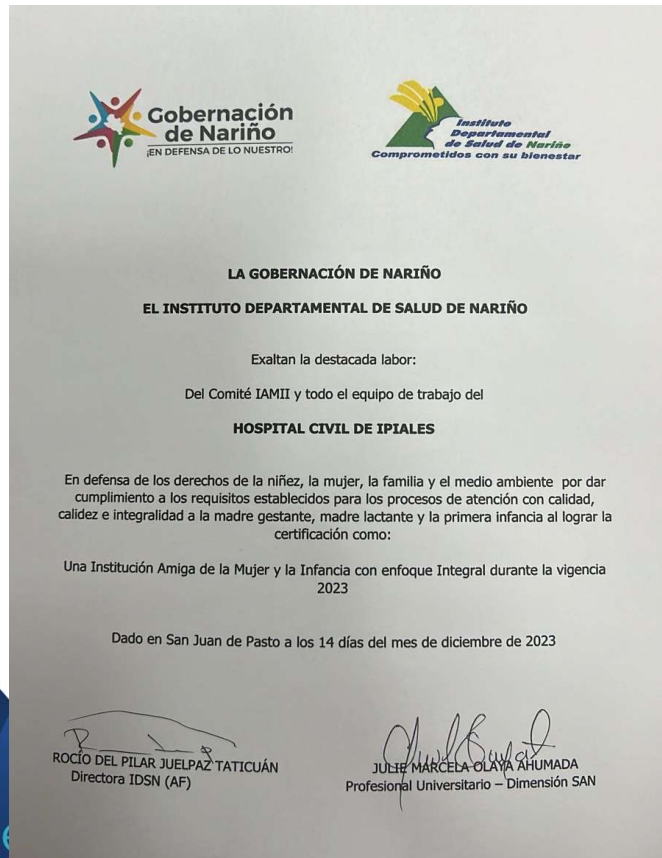 Gobernación
de Nariño
¡EN DEFENSA DE LO NUESTRO!
Instituto
Departamental
de Salud de Nariño
Comprometidos con su bienestar
LA GOBERNACIÓN DE NARIÑO
EL INSTITUTO DEPARTAMENTAL DE SALUD DE NARIÑO
Exaltan la destacada labor:
Del Comité IAMII y todo el equipo de trabajo del
HOSPITAL CIVIL DE IPIALES
En defensa de los derechos de la niñez, la mujer, la familia y el medio ambiente por dar
cumplimiento a los requisitos establecidos para los procesos de atención con calidad,
calidez e integralidad a la madre gestante, madre lactante y la primera infancia al lograr la
certificación como:
Una Institución Amiga de la Mujer y la Infancia con enfoque Integral durante la vigencia
2023
Dado en San Juan de Pasto a los 14 días del mes de diciembre de 2023
ROCÍO DEL PILAR JUELPAZ TATICUÁN
Directora IDSN (AF)
JULIE MARCELA OLAYA AHUMADA
Profesional Universitario – Dimensión SAN